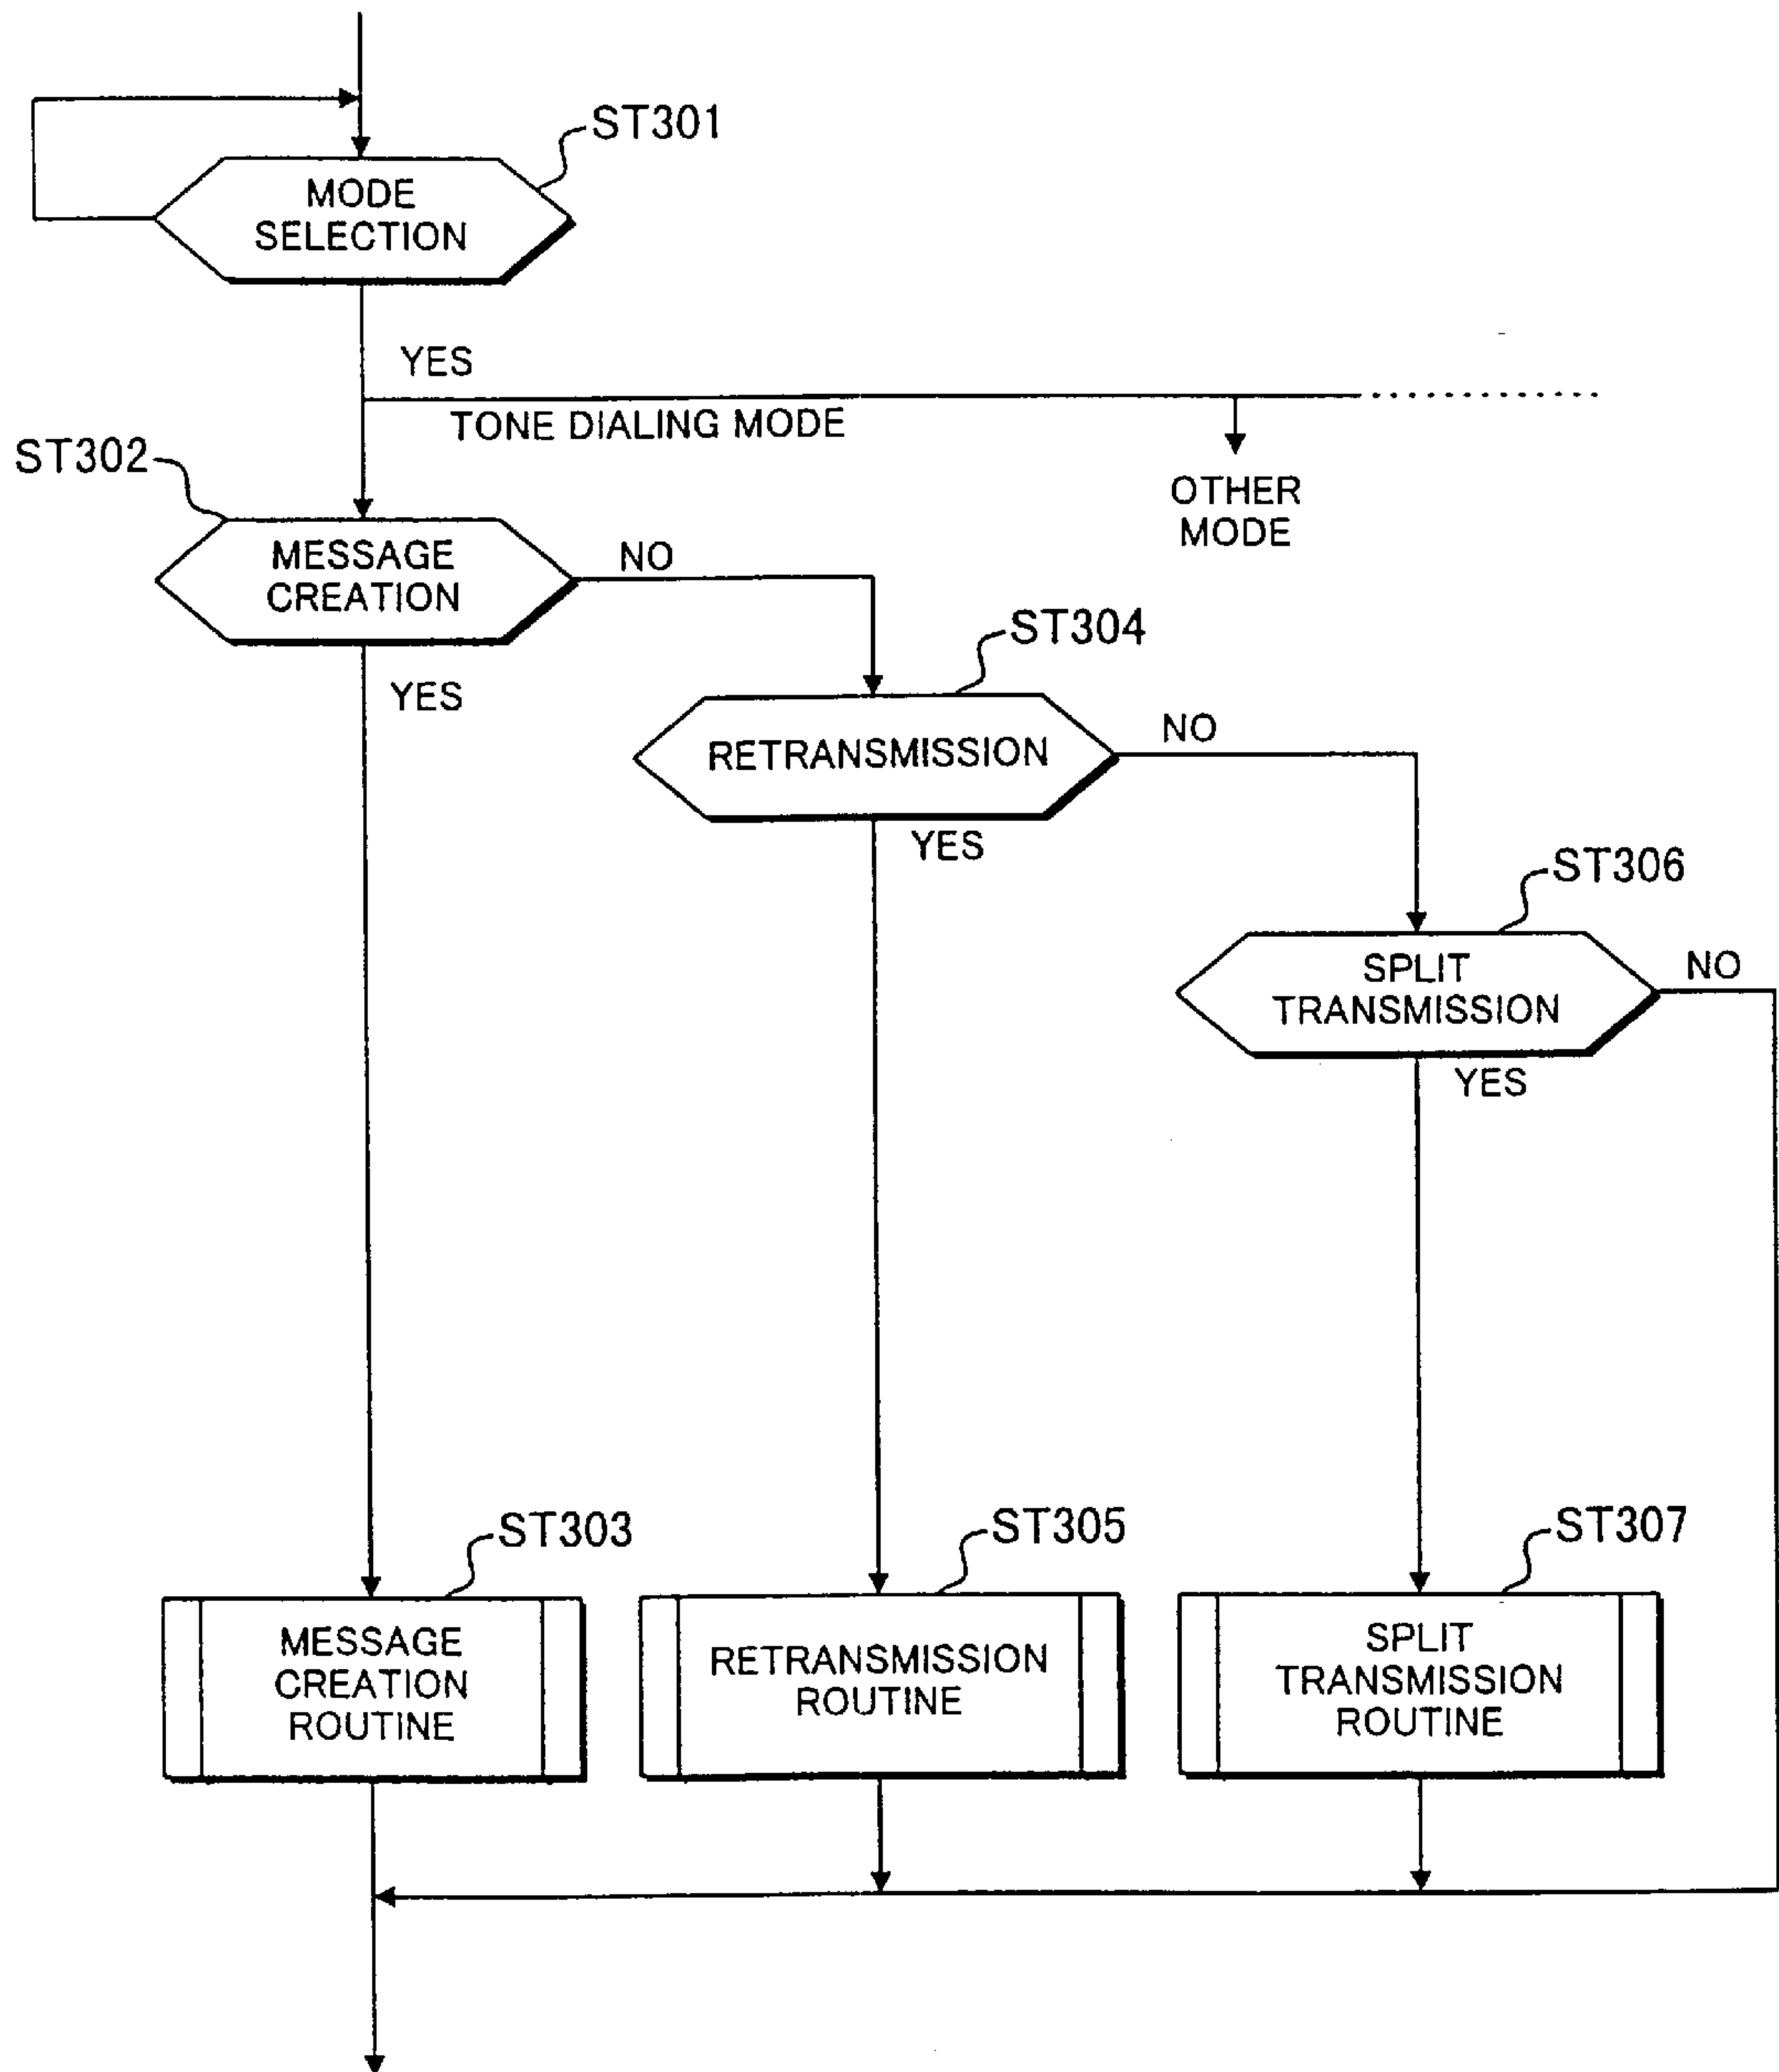 ST301
MODE
SELECTION
YES
TONE DIALING MODE
OTHER
MODE
ST302
MESSAGE
CREATION
NO
YES
ST304
RETRANSMISSION
NO
YES
ST306
SPLIT
TRANSMISSION
NO
YES
ST303
MESSAGE
CREATION
ROUTINE
ST305
RETRANSMISSION
ROUTINE
ST307
SPLIT
TRANSMISSION
ROUTINE